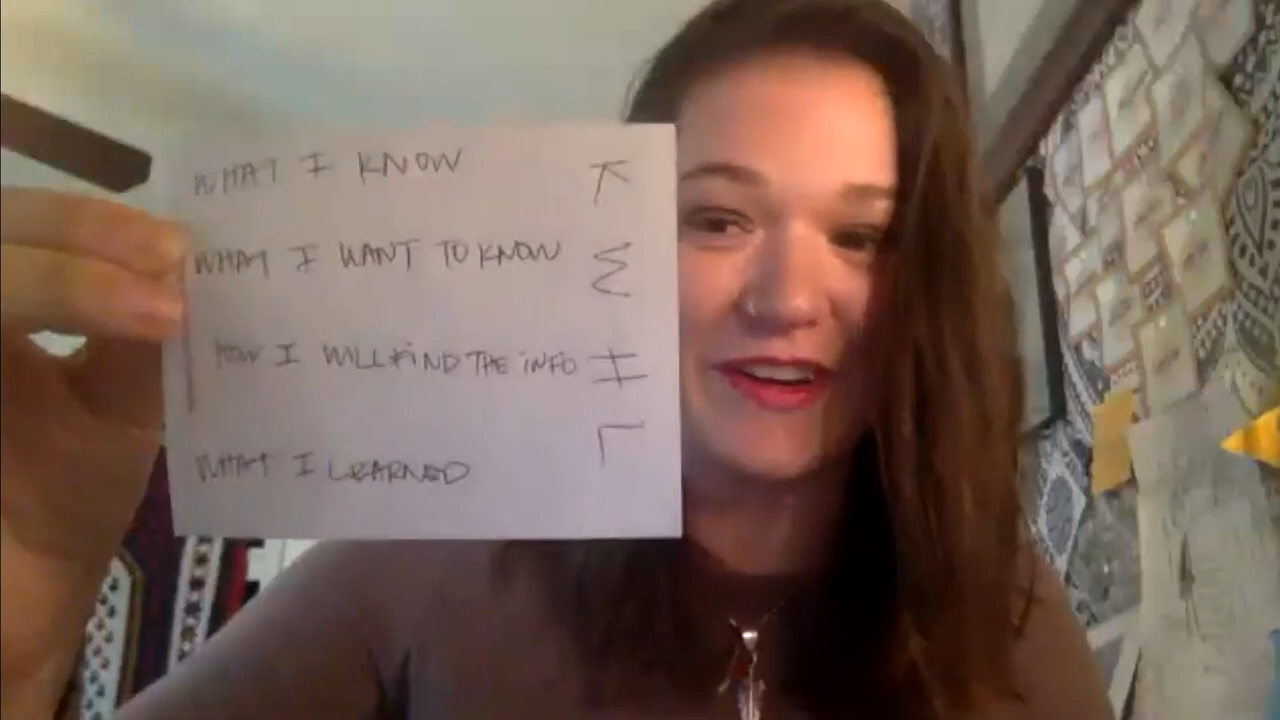 WHAT I KNOW K
WHAT I WANT TO KNOW W
HOW I WILL FIND THE INFO H
WHAT I LEARNED L